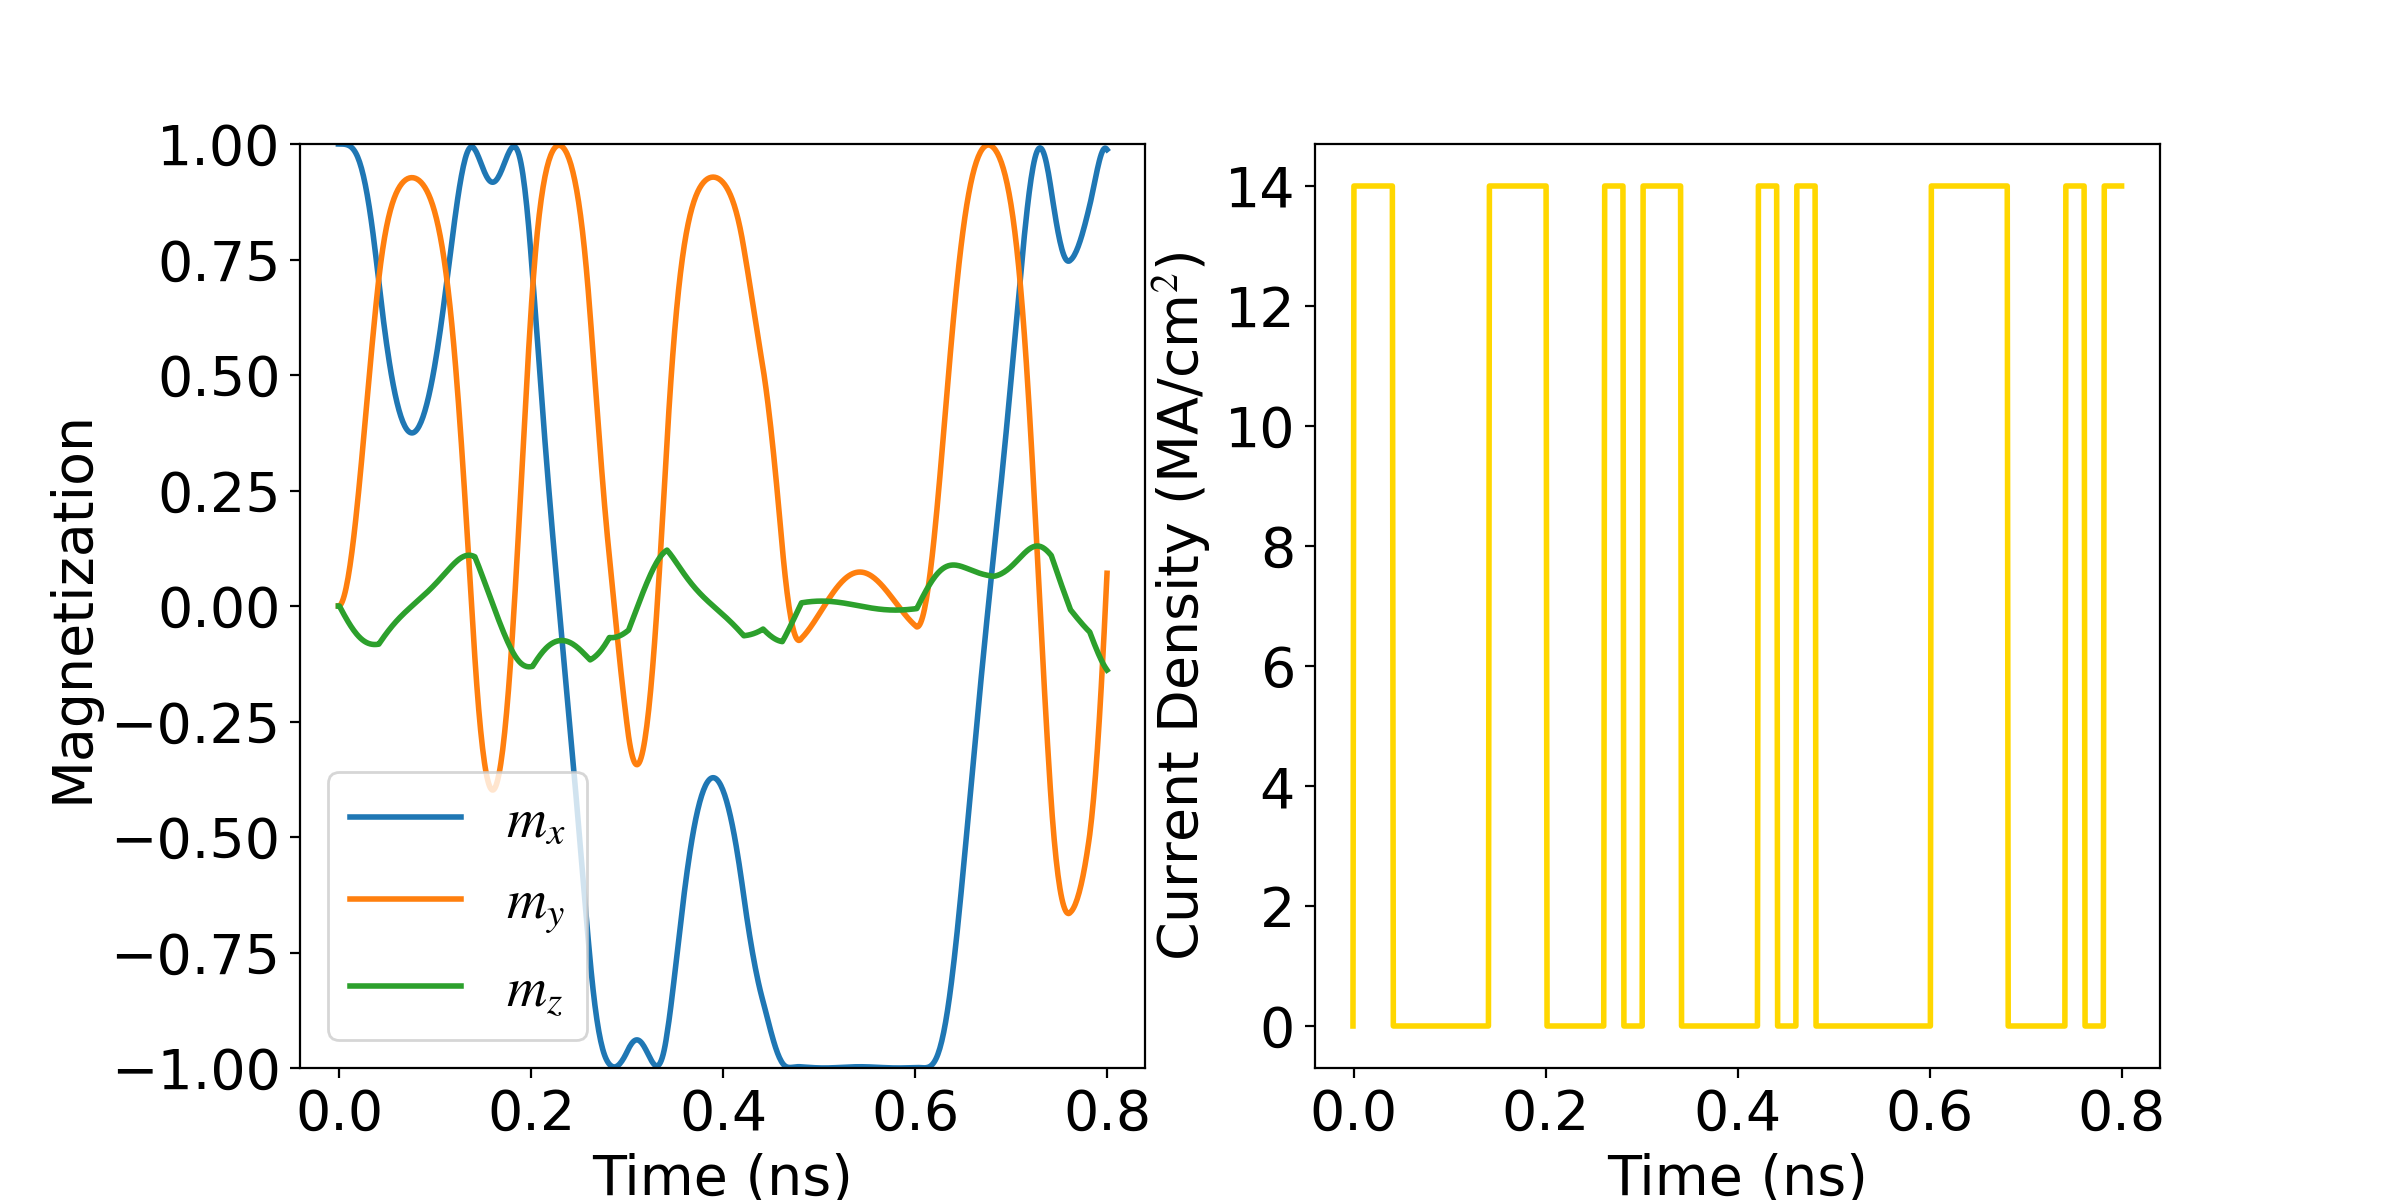 Magnetization
1.00
0.75
0.50
0.25
0.00
−0.25
−0.50
−0.75
−1.00
m_x
m_y
m_z
0.0 0.2 0.4 0.6 0.8
Time (ns)
Current Density (MA/cm²)
14
12
10
8
6
4
2
0
0.0 0.2 0.4 0.6 0.8
Time (ns)